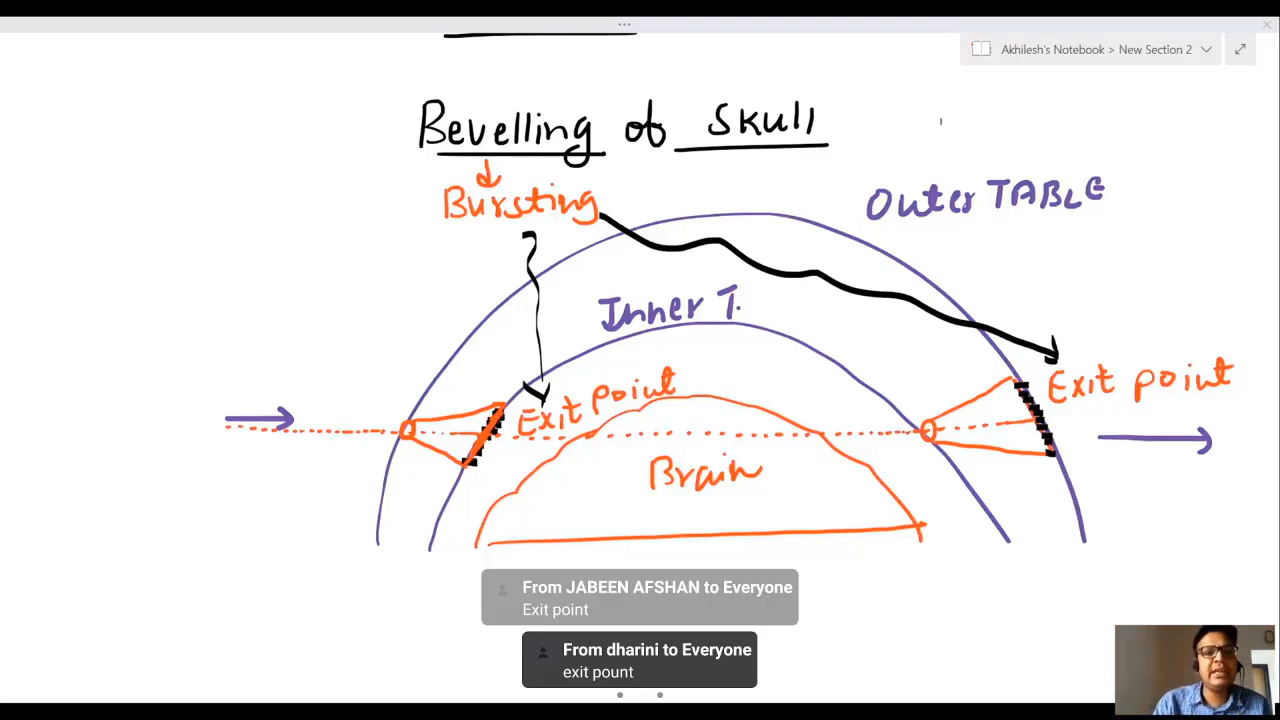 Akhilesh's Notebook > New Section 2
Bevelling of Skull
Bursting
Outer TABLE
Inner T.
Exit point
Exit point
Brain
From JABEEN AFSHAN to Everyone
Exit point
From dharini to Everyone
exit pount